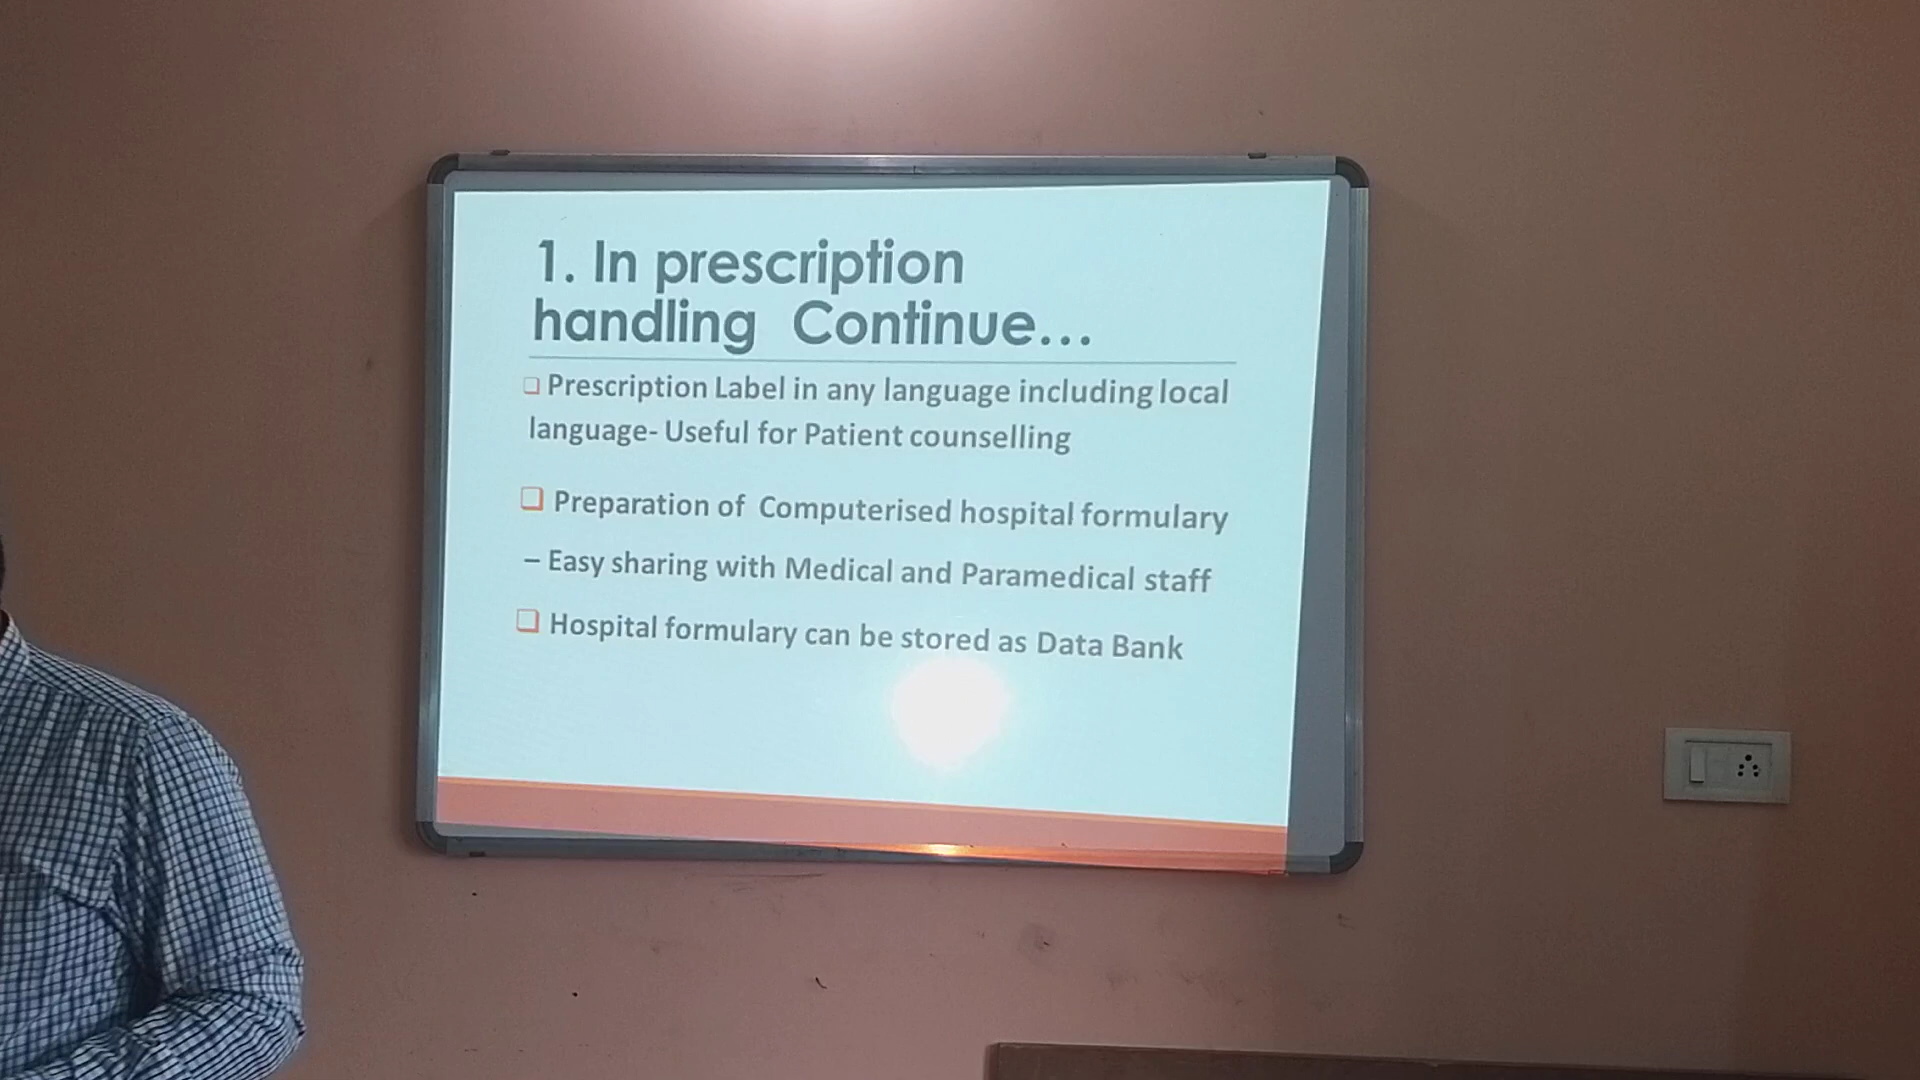 1. In prescription
handling Continue...
❑ Prescription Label in any language including local
language- Useful for Patient counselling
❑ Preparation of Computerised hospital formulary
– Easy sharing with Medical and Paramedical staff
❑ Hospital formulary can be stored as Data Bank